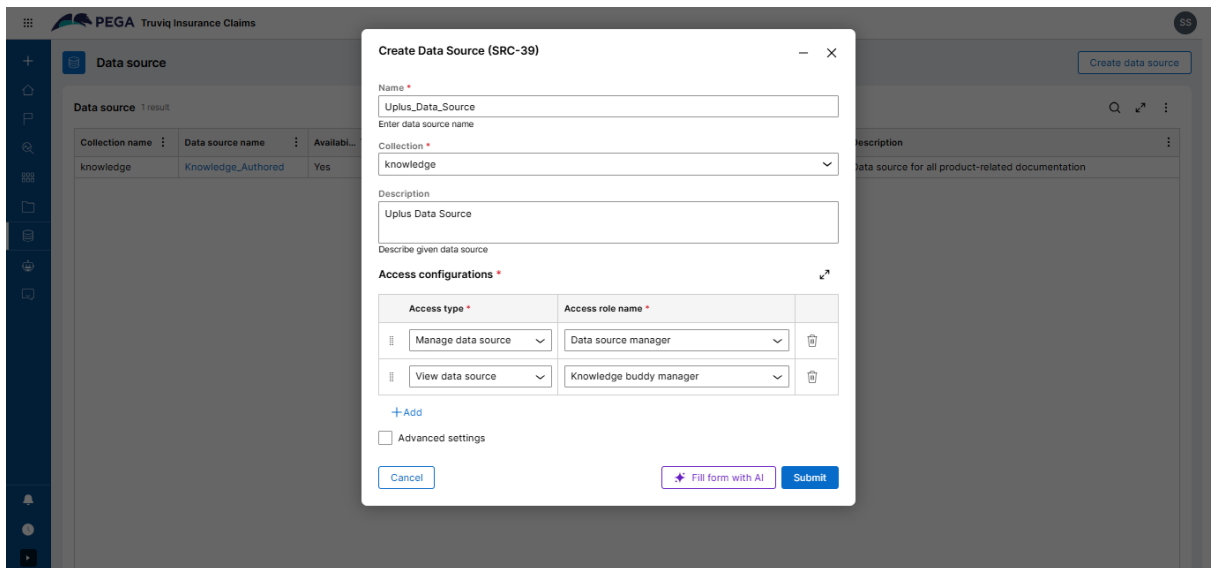 PEGA Truviq Insurance Claims
SS
Data source
Create data source
Data source 1 result
Collection name Data source name Availabi... Description
knowledge Knowledge_Authored Yes Data source for all product-related documentation
Create Data Source (SRC-39)
Name *
Uplus_Data_Source
Enter data source name
Collection *
knowledge
Description
Uplus Data Source
Describe given data source
Access configurations *
Access type * Access role name *
Manage data source Data source manager
View data source Knowledge buddy manager
+Add
Advanced settings
Cancel Fill form with AI Submit